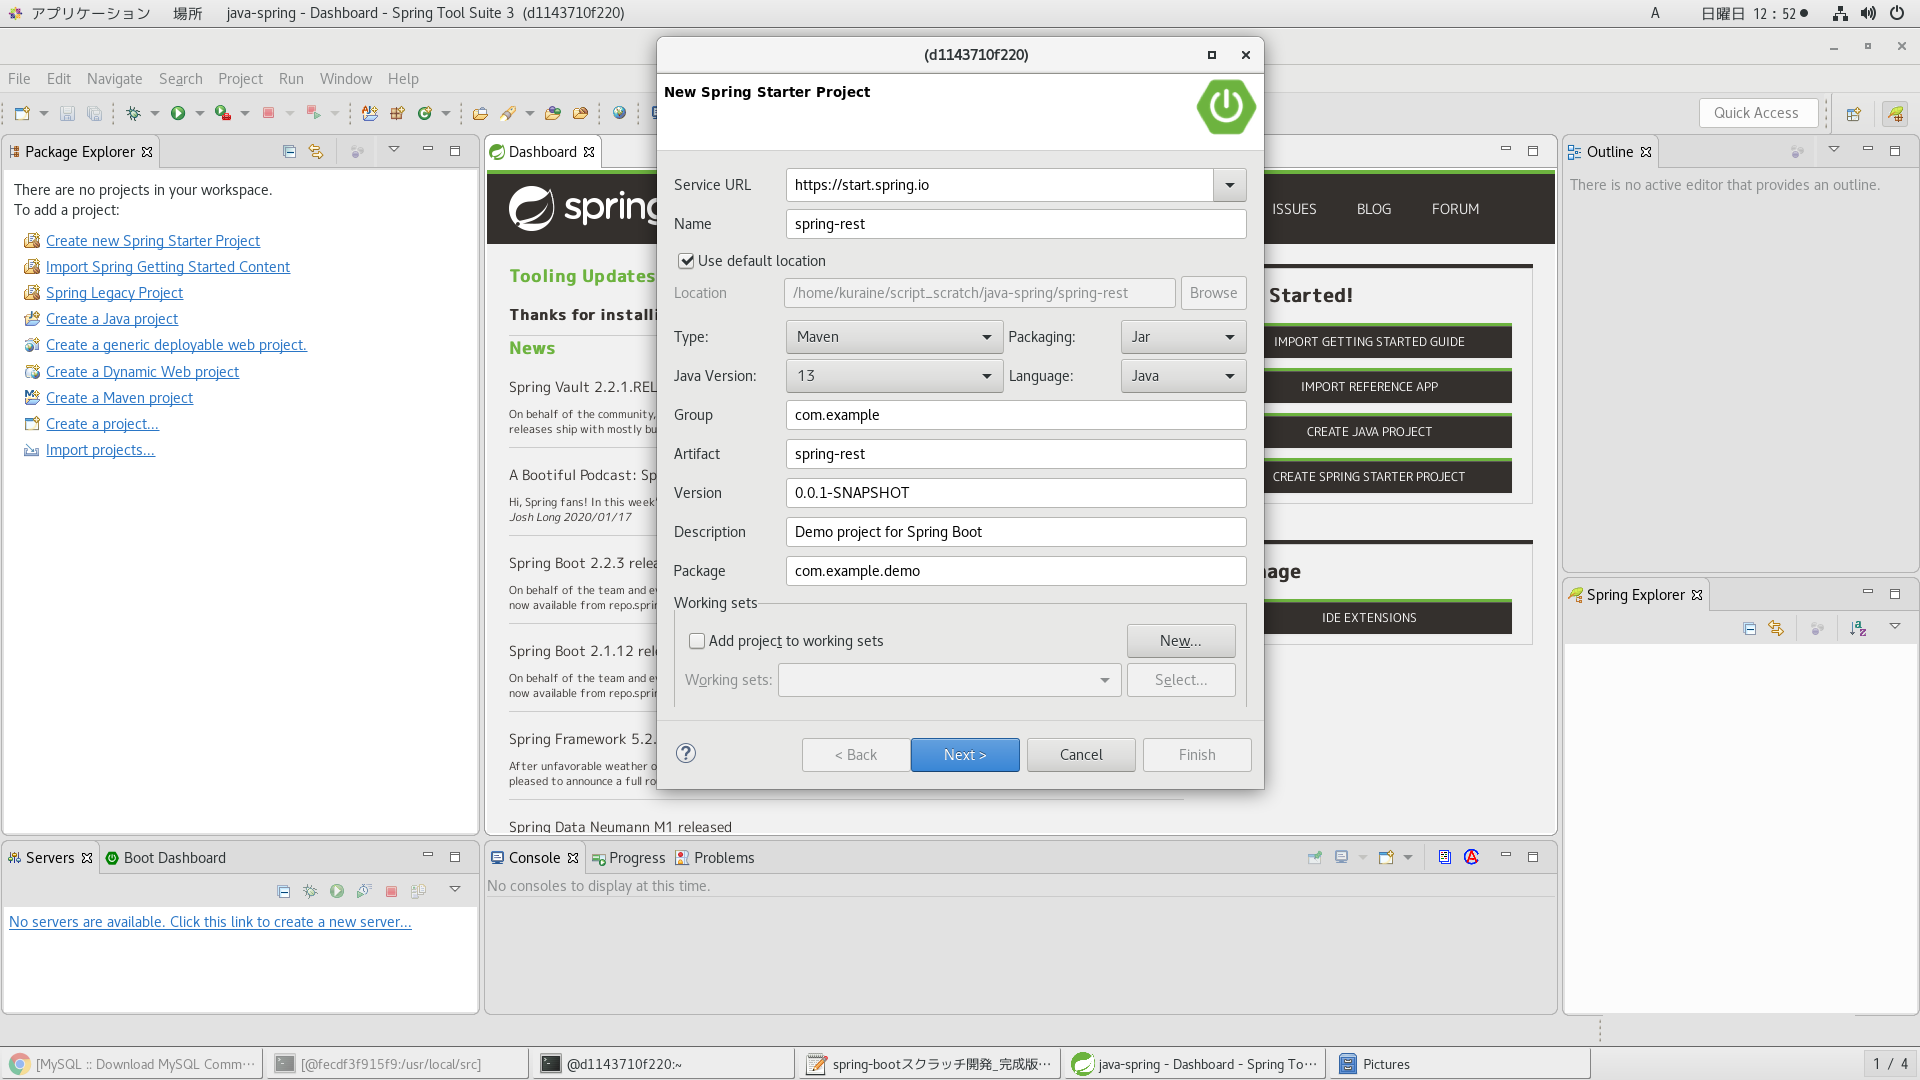 アプリケーション 場所 java-spring - Dashboard - Spring Tool Suite 3 (d1143710f220) A 日曜日 12：52●
(d1143710f220)
File Edit Navigate Search Project Run Window Help
New Spring Starter Project
Quick Access
Package Explorer
There are no projects in your workspace.
To add a project:
Create new Spring Starter Project
Import Spring Getting Started Content
Spring Legacy Project
Create a Java project
Create a generic deployable web project.
Create a Dynamic Web project
Create a Maven project
Create a project...
Import projects...
Dashboard
spring
ISSUES BLOG FORUM
Tooling Updates
Thanks for installi
News
Spring Vault 2.2.1.REL
On behalf of the community,
releases ship with mostly bu
A Bootiful Podcast: Sp
Hi, Spring fans! In this week'
Josh Long 2020/01/17
Spring Boot 2.2.3 relea
On behalf of the team and ev
now available from repo.sprin
Spring Boot 2.1.12 rel
On behalf of the team and ev
now available from repo.sprin
Spring Framework 5.2.
After unfavorable weather o
pleased to announce a full ro
Spring Data Neumann M1 released
Started!
IMPORT GETTING STARTED GUIDE
IMPORT REFERENCE APP
CREATE JAVA PROJECT
CREATE SPRING STARTER PROJECT
age
IDE EXTENSIONS
Service URL https://start.spring.io
Name spring-rest
Use default location
Location /home/kuraine/script_scratch/java-spring/spring-rest Browse
Type: Maven Packaging: Jar
Java Version: 13 Language: Java
Group com.example
Artifact spring-rest
Version 0.0.1-SNAPSHOT
Description Demo project for Spring Boot
Package com.example.demo
Working sets
Add project to working sets New...
Working sets: Select...
? < Back Next > Cancel Finish
Outline
There is no active editor that provides an outline.
Spring Explorer
Servers Boot Dashboard
No servers are available. Click this link to create a new server...
Console Progress Problems
No consoles to display at this time.
[MySQL :: Download MySQL Comm… [@fecdf3f915f9:/usr/local/src] @d1143710f220:~ spring-bootスクラッチ開発_完成版… java-spring - Dashboard - Spring To… Pictures 1 / 4